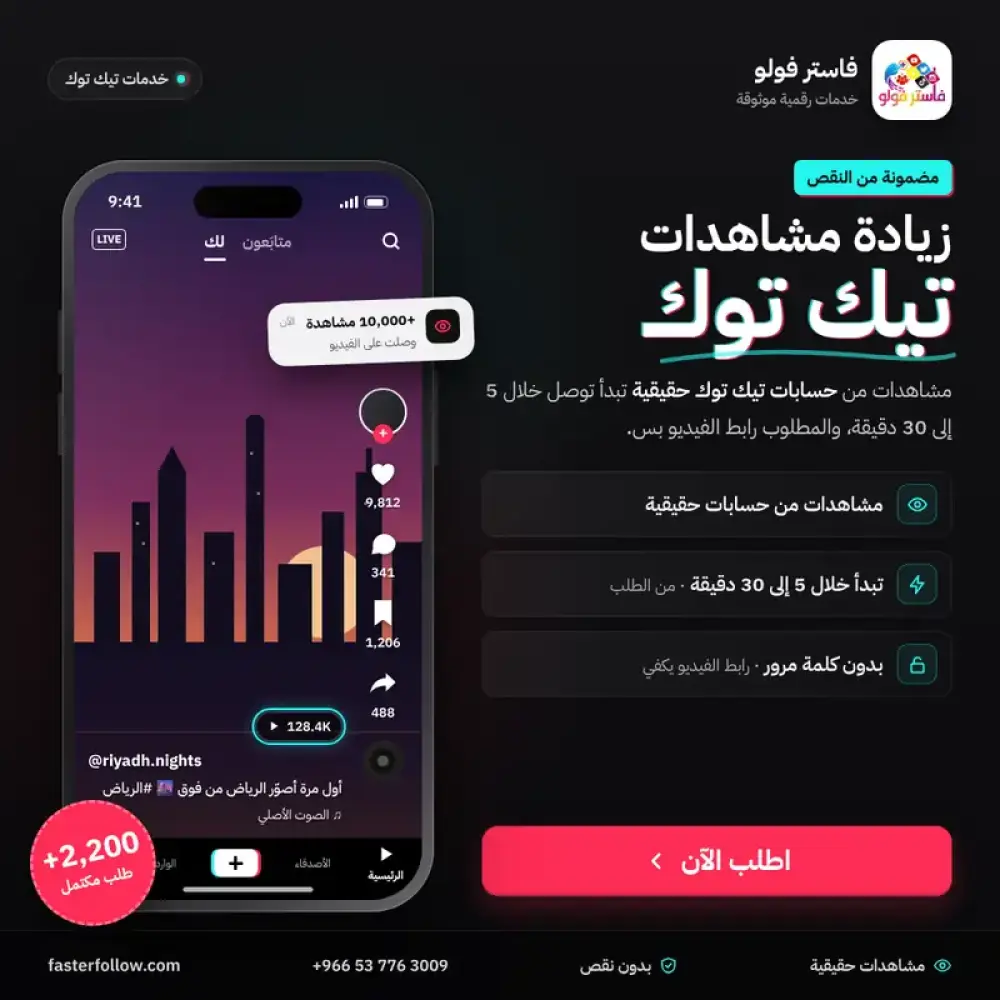 فاستر فولو
فاستر فولو
خدمات رقمية موثوقة
خدمات تيك توك
مضمونة من النقص
زيادة مشاهدات
تيك توك
مشاهدات من حسابات تيك توك حقيقية تبدأ توصل خلال 5
إلى 30 دقيقة، والمطلوب رابط الفيديو بس.
مشاهدات من حسابات حقيقية
تبدأ خلال 5 إلى 30 دقيقة · من الطلب
بدون كلمة مرور · رابط الفيديو يكفي
اطلب الآن
9:41
LIVE
متابَعون
لك
+10,000 مشاهدة
الآن
وصلت على الفيديو
9,812
341
1,206
488
128.4K
@riyadh.nights
أول مرة أصوّر الرياض من فوق 🌆 #الرياض
♫ الصوت الأصلي
الرئيسية
الأصدقاء
الوارد
+2,200
طلب مكتمل
مشاهدات حقيقية
بدون نقص
+966 53 776 3009
fasterfollow.com